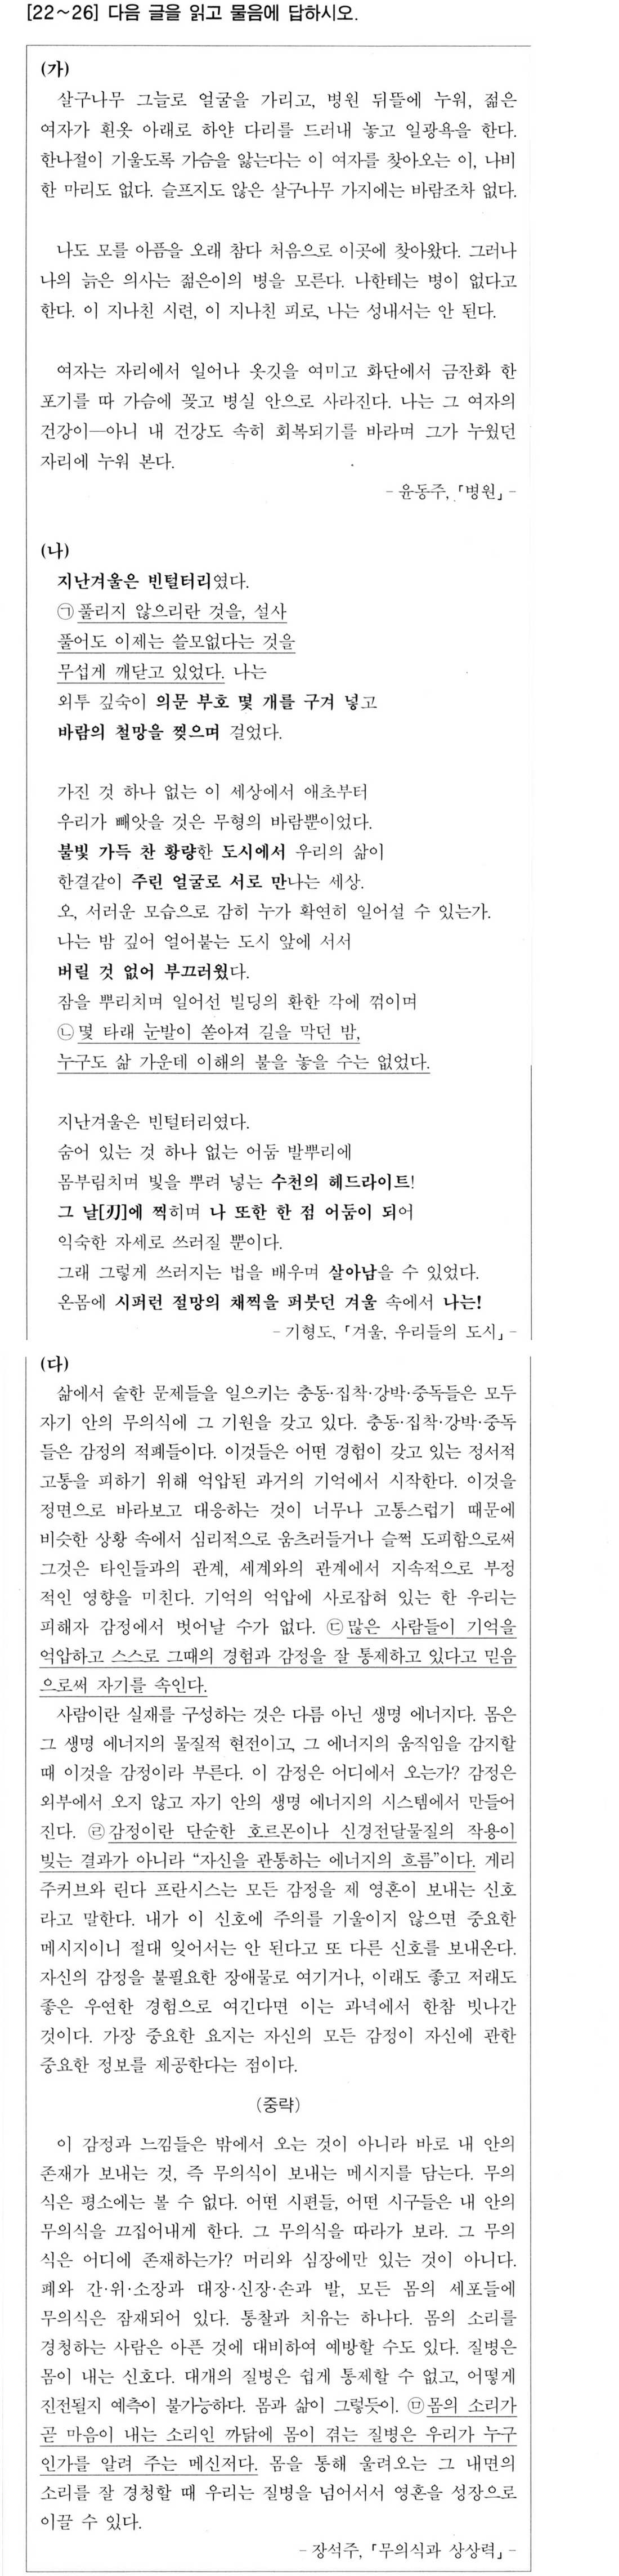 [22～26] 다음 글을 읽고 물음에 답하시오.
(가)
살구나무 그늘로 얼굴을 가리고, 병원 뒤뜰에 누워, 젊은
여자가 흰옷 아래로 하얀 다리를 드러내 놓고 일광욕을 한다.
한나절이 기울도록 가슴을 앓는다는 이 여자를 찾아오는 이, 나비
한 마리도 없다. 슬프지도 않은 살구나무 가지에는 바람조차 없다.
나도 모를 아픔을 오래 참다 처음으로 이곳에 찾아왔다. 그러나
나의 늙은 의사는 젊은이의 병을 모른다. 나한테는 병이 없다고
한다. 이 지나친 시련, 이 지나친 피로, 나는 성내서는 안 된다.
여자는 자리에서 일어나 옷깃을 여미고 화단에서 금잔화 한
포기를 따 가슴에 꽂고 병실 안으로 사라진다. 나는 그 여자의
건강이―아니 내 건강도 속히 회복되기를 바라며 그가 누웠던
자리에 누워 본다.
- 윤동주, 「병원」 -
(나)
지난겨울은 빈털터리였다.
㉠풀리지 않으리란 것을, 설사
풀어도 이제는 쓸모없다는 것을
무섭게 깨닫고 있었다. 나는
외투 깊숙이 의문 부호 몇 개를 구겨 넣고
바람의 철망을 찢으며 걸었다.
가진 것 하나 없는 이 세상에서 애초부터
우리가 빼앗을 것은 무형의 바람뿐이었다.
불빛 가득 찬 황량한 도시에서 우리의 삶이
한결같이 주린 얼굴로 서로 만나는 세상.
오, 서러운 모습으로 감히 누가 확연히 일어설 수 있는가.
나는 밤 깊어 얼어붙는 도시 앞에 서서
버릴 것 없어 부끄러웠다.
잠을 뿌리치며 일어선 빌딩의 환한 각에 꺾이며
㉡몇 타래 눈발이 쏟아져 길을 막던 밤,
누구도 삶 가운데 이해의 불을 놓을 수는 없었다.
지난겨울은 빈털터리였다.
숨어 있는 것 하나 없는 어둠 발뿌리에
몸부림치며 빛을 뿌려 넣는 수천의 헤드라이트!
그 날[刃]에 찍히며 나 또한 한 점 어둠이 되어
익숙한 자세로 쓰러질 뿐이다.
그래 그렇게 쓰러지는 법을 배우며 살아남을 수 있었다.
온몸에 시퍼런 절망의 채찍을 퍼붓던 겨울 속에서 나는!
- 기형도, 「겨울, 우리들의 도시」 -
(다)
삶에서 숱한 문제들을 일으키는 충동·집착·강박·중독들은 모두
자기 안의 무의식에 그 기원을 갖고 있다. 충동·집착·강박·중독
들은 감정의 적폐들이다. 이것들은 어떤 경험이 갖고 있는 정서적
고통을 피하기 위해 억압된 과거의 기억에서 시작한다. 이것을
정면으로 바라보고 대응하는 것이 너무나 고통스럽기 때문에
비슷한 상황 속에서 심리적으로 움츠러들거나 슬쩍 도피함으로써
그것은 타인들과의 관계, 세계와의 관계에서 지속적으로 부정
적인 영향을 미친다. 기억의 억압에 사로잡혀 있는 한 우리는
피해자 감정에서 벗어날 수가 없다. ㉢많은 사람들이 기억을
억압하고 스스로 그때의 경험과 감정을 잘 통제하고 있다고 믿음
으로써 자기를 속인다.
사람이란 실재를 구성하는 것은 다름 아닌 생명 에너지다. 몸은
그 생명 에너지의 물질적 현전이고, 그 에너지의 움직임을 감지할
때 이것을 감정이라 부른다. 이 감정은 어디에서 오는가? 감정은
외부에서 오지 않고 자기 안의 생명 에너지의 시스템에서 만들어
진다. ㉣감정이란 단순한 호르몬이나 신경전달물질의 작용이
빚는 결과가 아니라 “자신을 관통하는 에너지의 흐름”이다. 게리
주커브와 린다 프란시스는 모든 감정을 제 영혼이 보내는 신호
라고 말한다. 내가 이 신호에 주의를 기울이지 않으면 중요한
메시지이니 절대 잊어서는 안 된다고 또 다른 신호를 보내온다.
자신의 감정을 불필요한 장애물로 여기거나, 이래도 좋고 저래도
좋은 우연한 경험으로 여긴다면 이는 과녁에서 한참 빗나간
것이다. 가장 중요한 요지는 자신의 모든 감정이 자신에 관한
중요한 정보를 제공한다는 점이다.
(중략)
이 감정과 느낌들은 밖에서 오는 것이 아니라 바로 내 안의
존재가 보내는 것, 즉 무의식이 보내는 메시지를 담는다. 무의
식은 평소에는 볼 수 없다. 어떤 시편들, 어떤 시구들은 내 안의
무의식을 끄집어내게 한다. 그 무의식을 따라가 보라. 그 무의
식은 어디에 존재하는가? 머리와 심장에만 있는 것이 아니다.
폐와 간·위·소장과 대장·신장·손과 발, 모든 몸의 세포들에
무의식은 잠재되어 있다. 통찰과 치유는 하나다. 몸의 소리를
경청하는 사람은 아픈 것에 대비하여 예방할 수도 있다. 질병은
몸이 내는 신호다. 대개의 질병은 쉽게 통제할 수 없고, 어떻게
진전될지 예측이 불가능하다. 몸과 삶이 그렇듯이. ㉤몸의 소리가
곧 마음이 내는 소리인 까닭에 몸이 겪는 질병은 우리가 누구
인가를 알려 주는 메신저다. 몸을 통해 울려오는 그 내면의
소리를 잘 경청할 때 우리는 질병을 넘어서서 영혼을 성장으로
이끌 수 있다.
- 장석주, 「무의식과 상상력」 -